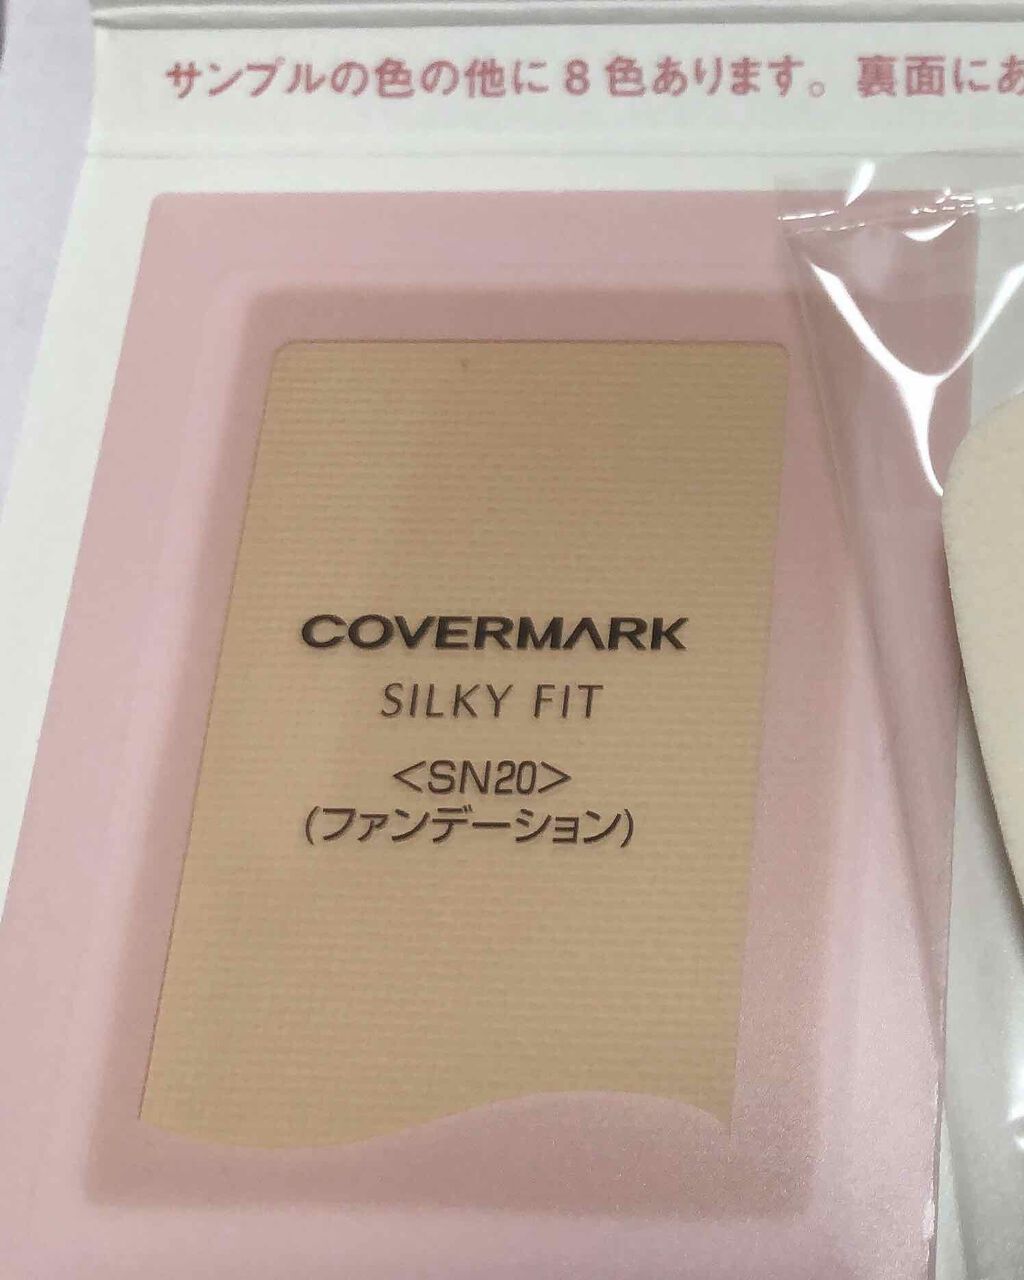 サンプルの色の他に8色あります。裏面にあ
COVERMARK
SILKY FIT
<SN20>
(ファンデーション)